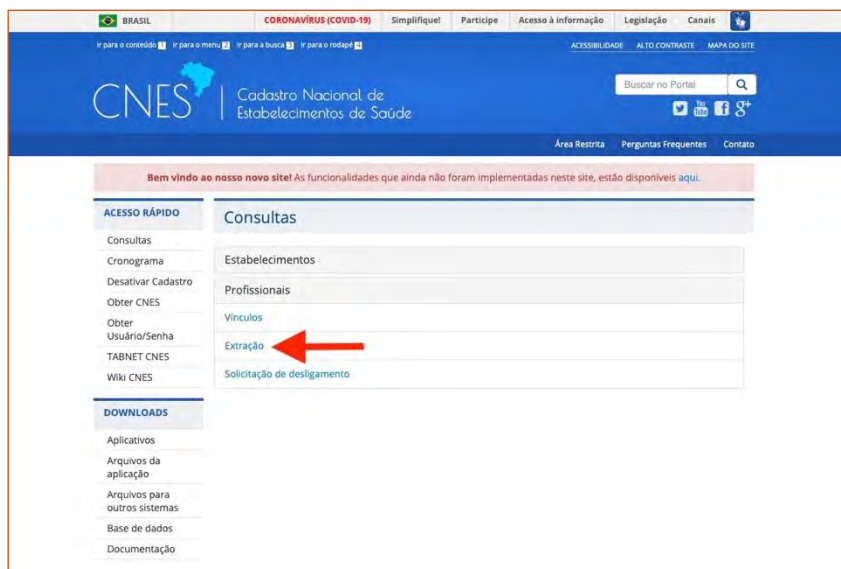 BRASIL CORONAVÍRUS (COVID-19) Simplifique! Participe Acesso à informação Legislação Canais
Ir para o conteúdo 1 Ir para o menu 2 Ir para a busca 3 Ir para o rodapé 4 ACESSIBILIDADE ALTO CONTRASTE MAPA DO SITE
CNES Cadastro Nacional de
Estabelecimentos de Saúde
Buscar no Portal
You Tube f g+
Área Restrita Perguntas Frequentes Contato
Bem vindo ao nosso novo site! As funcionalidades que ainda não foram implementadas neste site, estão disponíveis aqui.
ACESSO RÁPIDO
Consultas
Cronograma
Desativar Cadastro
Obter CNES
Obter
Usuário/Senha
TABNET CNES
Wiki CNES
DOWNLOADS
Aplicativos
Arquivos da
aplicação
Arquivos para
outros sistemas
Base de dados
Documentação
Consultas
Estabelecimentos
Profissionais
Vínculos
Extração
Solicitação de desligamento